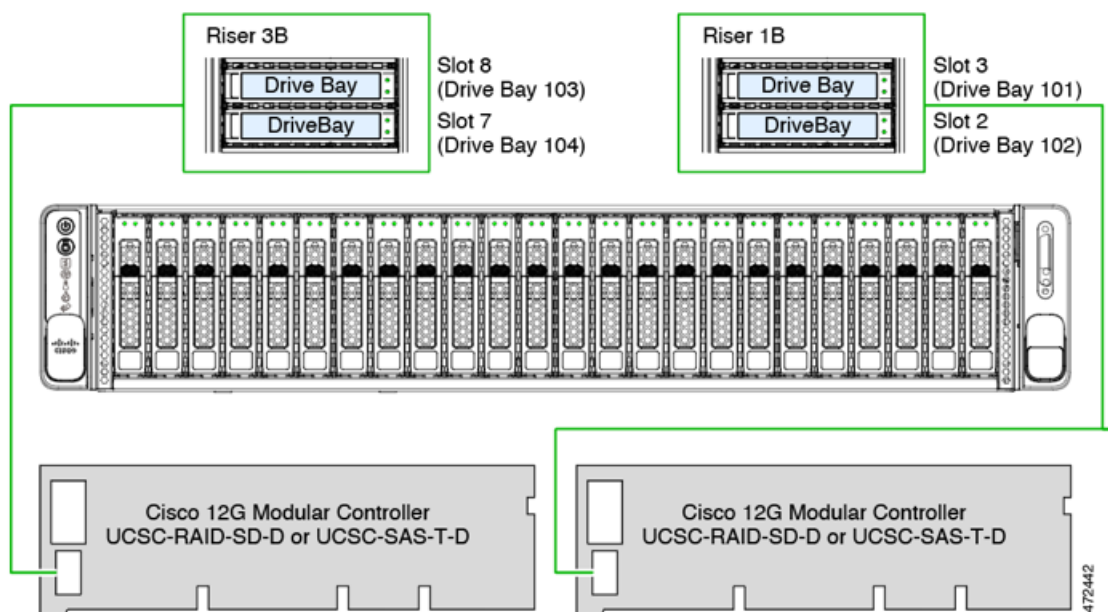 Riser 3B
Drive Bay
DriveBay
Slot 8
(Drive Bay 103)
Slot 7
(Drive Bay 104)
Riser 1B
Drive Bay
DriveBay
Slot 3
(Drive Bay 101)
Slot 2
(Drive Bay 102)
CISCO
Cisco 12G Modular Controller
UCSC-RAID-SD-D or UCSC-SAS-T-D
Cisco 12G Modular Controller
UCSC-RAID-SD-D or UCSC-SAS-T-D
472442